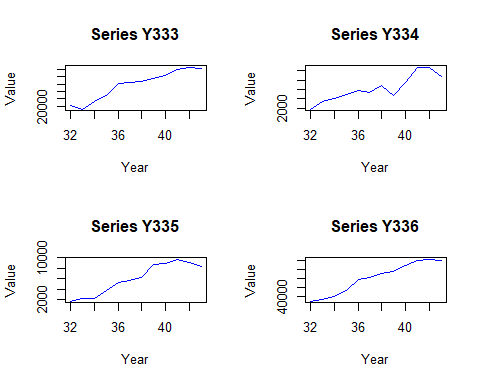 Series Y333
Value
20000
32 36 40
Year
Series Y334
Value
2000
32 36 40
Year
Series Y335
Value
2000 10000
32 36 40
Year
Series Y336
Value
40000
32 36 40
Year